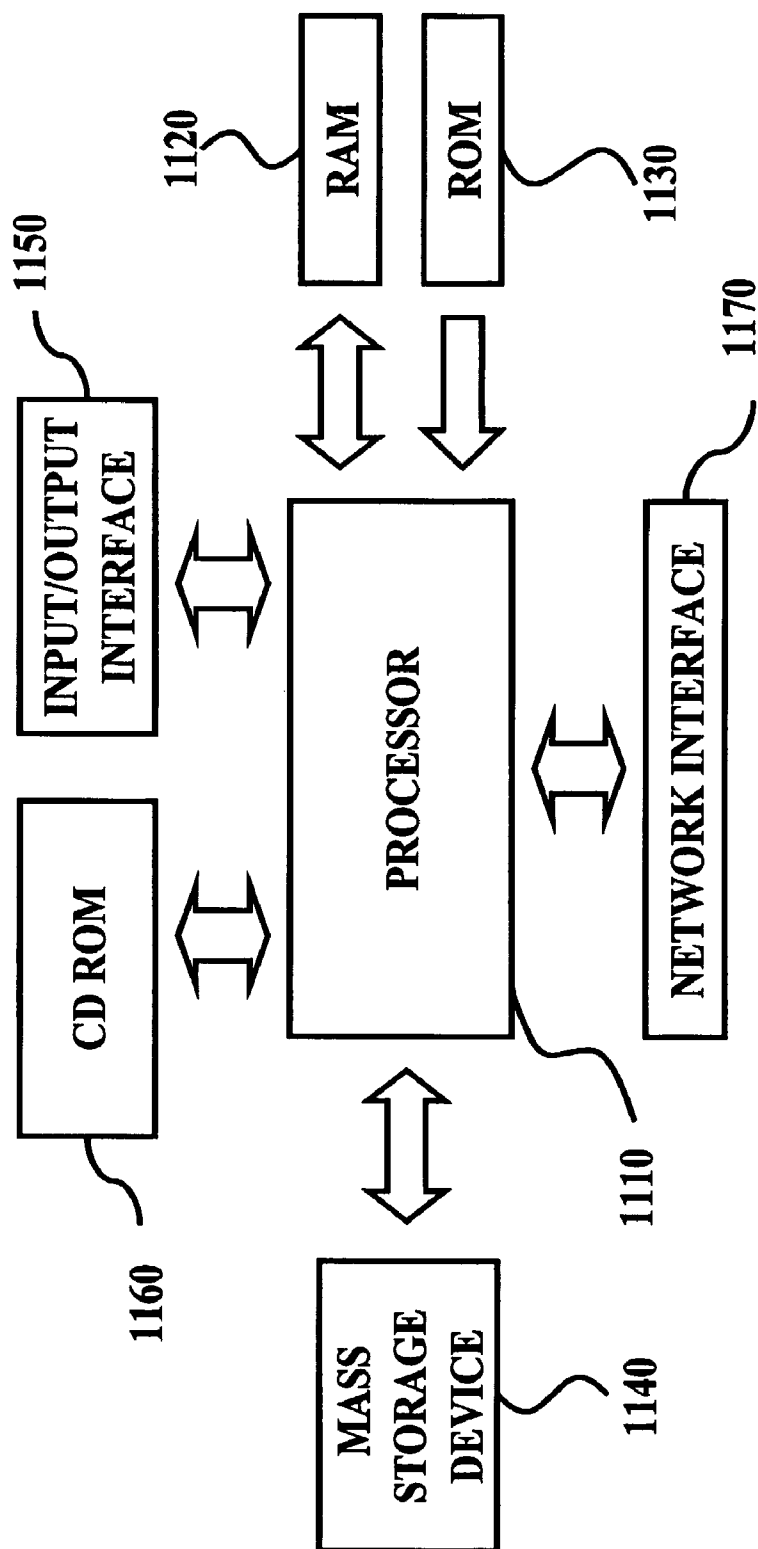 1160
CD ROM
INPUT/OUTPUT
INTERFACE
1150
MASS
STORAGE
DEVICE
1140
PROCESSOR
1110
1120
RAM
ROM
1130
NETWORK INTERFACE
1170